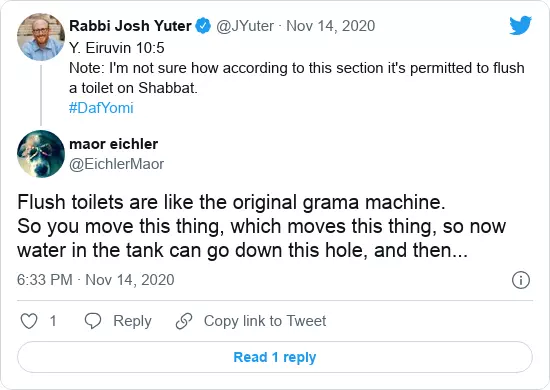 Rabbi Josh Yuter @JYuter · Nov 14, 2020
Y. Eiruvin 10:5
Note: I'm not sure how according to this section it's permitted to flush
a toilet on Shabbat.
#DafYomi
maor eichler
@EichlerMaor
Flush toilets are like the original grama machine.
So you move this thing, which moves this thing, so now
water in the tank can go down this hole, and then...
6:33 PM · Nov 14, 2020
1 Reply Copy link to Tweet
Read 1 reply